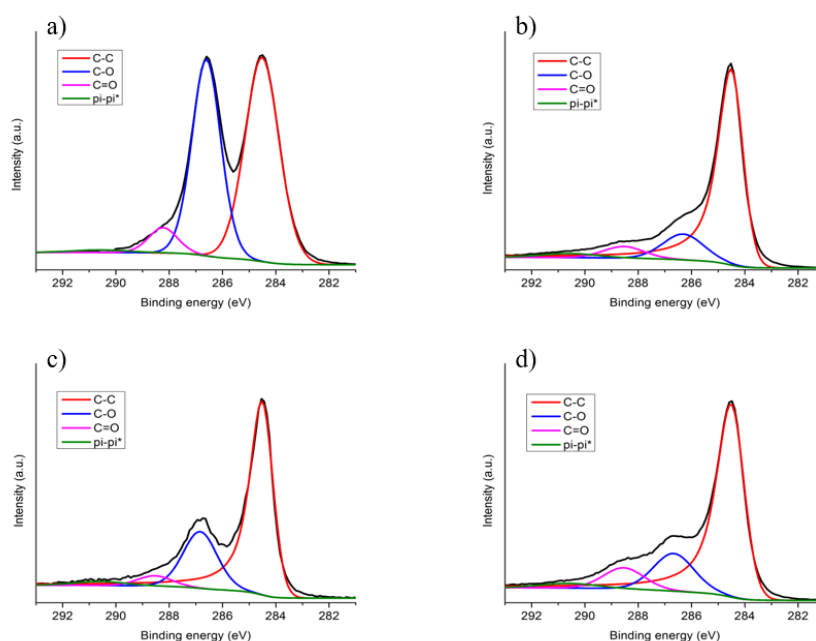 a)
C-C
C-O
C=O
pi-pi*
Intensity (a.u.)
292 290 288 286 284 282
Binding energy (eV)
b)
C-C
C-O
C=O
pi-pi*
Intensity (a.u.)
292 290 288 286 284 282
Binding energy (eV)
c)
C-C
C-O
C=O
pi-pi*
Intensity (a.u.)
292 290 288 286 284 282
Binding energy (eV)
d)
C-C
C-O
C=O
pi-pi*
Intensity (a.u.)
292 290 288 286 284 282
Binding energy (eV)